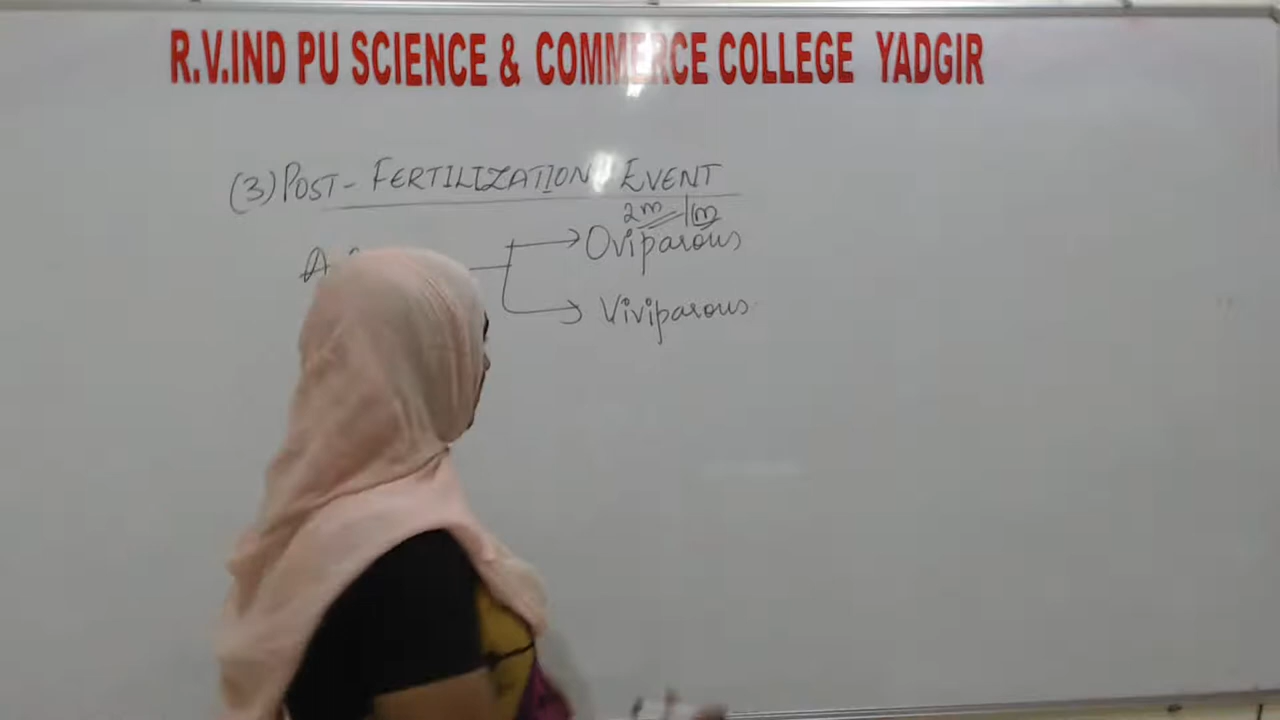 R.V.IND PU SCIENCE & COMMERCE COLLEGE YADGIR
(3) POST - FERTILIZATION EVENT
2m 1m
Oviparous
Viviparous